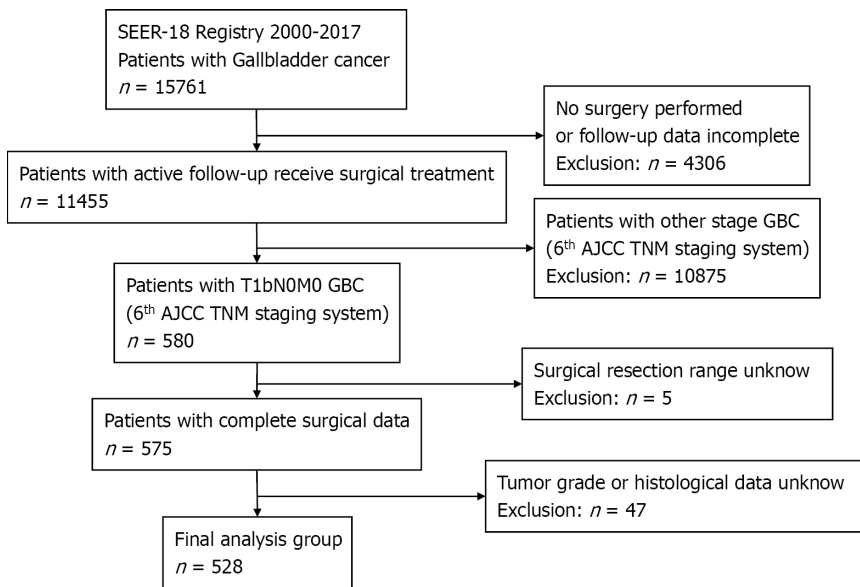 SEER-18 Registry 2000-2017
Patients with Gallbladder cancer
n = 15761
No surgery performed
or follow-up data incomplete
Exclusion: n = 4306
Patients with active follow-up receive surgical treatment
n = 11455
Patients with other stage GBC
(6th AJCC TNM staging system)
Exclusion: n = 10875
Patients with T1bN0M0 GBC
(6th AJCC TNM staging system)
n = 580
Surgical resection range unknow
Exclusion: n = 5
Patients with complete surgical data
n = 575
Tumor grade or histological data unknow
Exclusion: n = 47
Final analysis group
n = 528